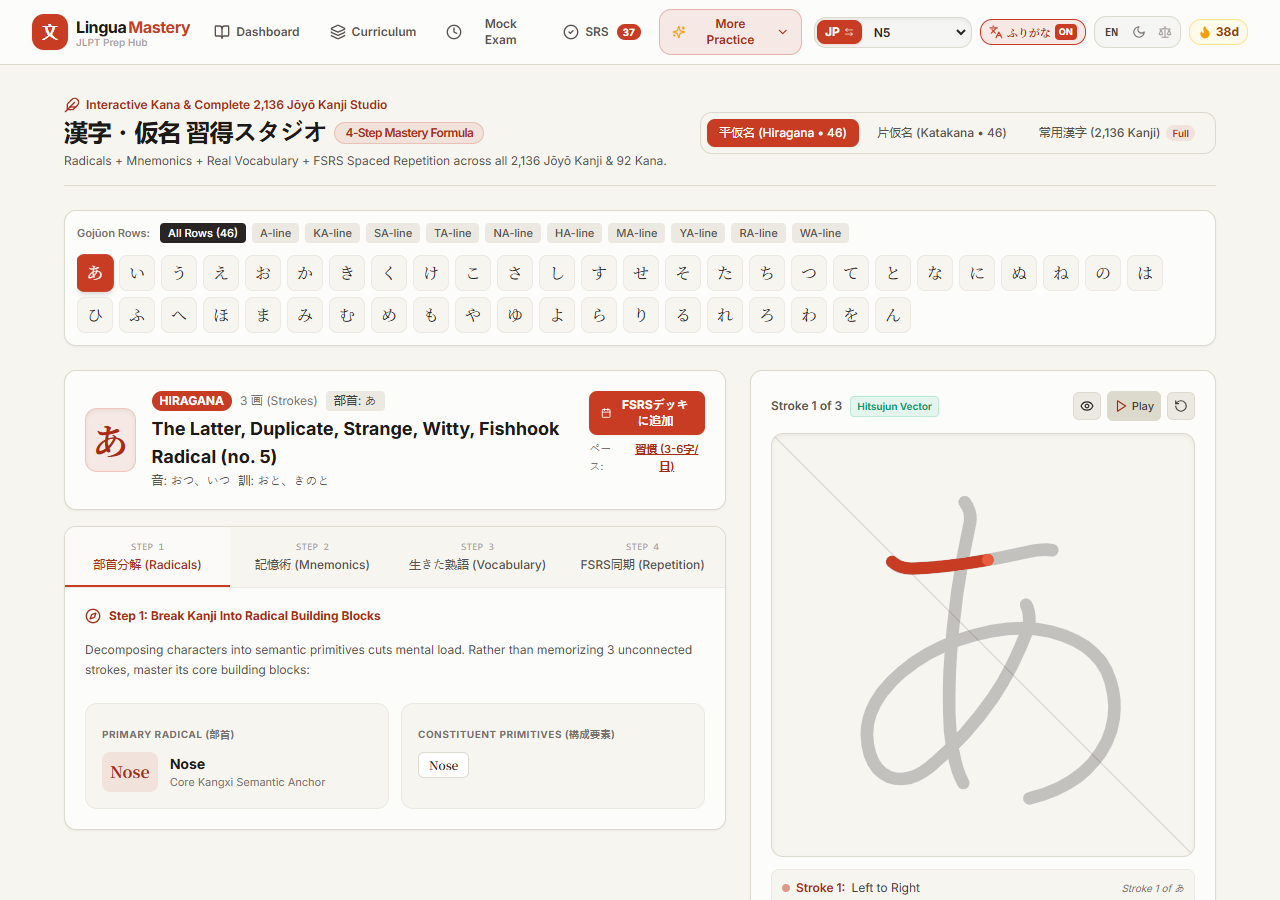 文 LinguaMastery
JLPT Prep Hub
Dashboard
Curriculum
Mock Exam
SRS 37
More Practice
JP ⇆ N5
ふりがな ON
EN
38d
Interactive Kana & Complete 2,136 Jōyō Kanji Studio
漢字・仮名 習得スタジオ 4-Step Mastery Formula
Radicals + Mnemonics + Real Vocabulary + FSRS Spaced Repetition across all 2,136 Jōyō Kanji & 92 Kana.
平仮名 (Hiragana • 46) 片仮名 (Katakana • 46) 常用漢字 (2,136 Kanji) Full
Gojūon Rows: All Rows (46) A-line KA-line SA-line TA-line NA-line HA-line MA-line YA-line RA-line WA-line
あ い う え お か き く け こ さ し す せ そ た ち つ て と な に ぬ ね の は
ひ ふ へ ほ ま み む め も や ゆ よ ら り る れ ろ わ を ん
あ
HIRAGANA 3 画 (Strokes) 部首: あ
The Latter, Duplicate, Strange, Witty, Fishhook
Radical (no. 5)
音: おつ、いつ 訓: おと、きのと
FSRSデッキ
に追加
ペース: 習慣 (3-6字/日)
STEP 1
部首分解 (Radicals)
STEP 2
記憶術 (Mnemonics)
STEP 3
生きた熟語 (Vocabulary)
STEP 4
FSRS同期 (Repetition)
Step 1: Break Kanji Into Radical Building Blocks
Decomposing characters into semantic primitives cuts mental load. Rather than memorizing 3 unconnected
strokes, master its core building blocks:
PRIMARY RADICAL (部首)
Nose
Nose
Core Kangxi Semantic Anchor
CONSTITUENT PRIMITIVES (構成要素)
Nose
Stroke 1 of 3 Hitsujun Vector
Play
あ
Stroke 1: Left to Right
Stroke 1 of あ